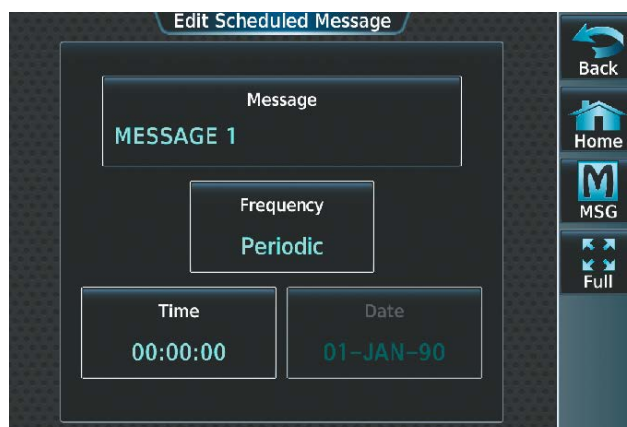 Edit Scheduled Message
Back
Message
MESSAGE 1
Home
Frequency
Periodic
MSG
Full
Time
00:00:00
Date
01-JAN-90